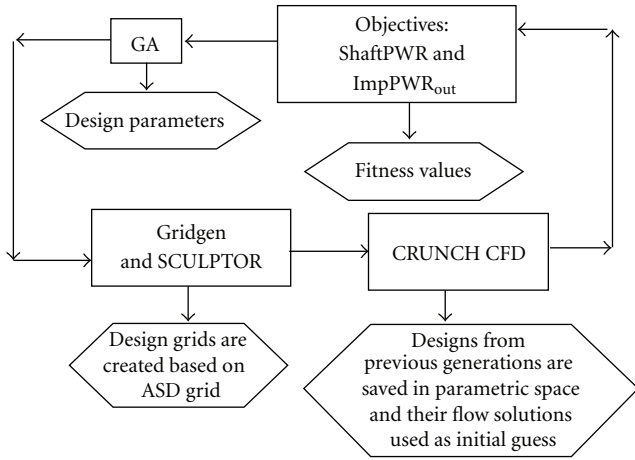 GA
Objectives:
ShaftPWR and
ImpPWRout
Design parameters
Fitness values
Gridgen
and SCULPTOR
CRUNCH CFD
Design grids are
created based on
ASD grid
Designs from
previous generations are
saved in parametric space
and their flow solutions
used as initial guess